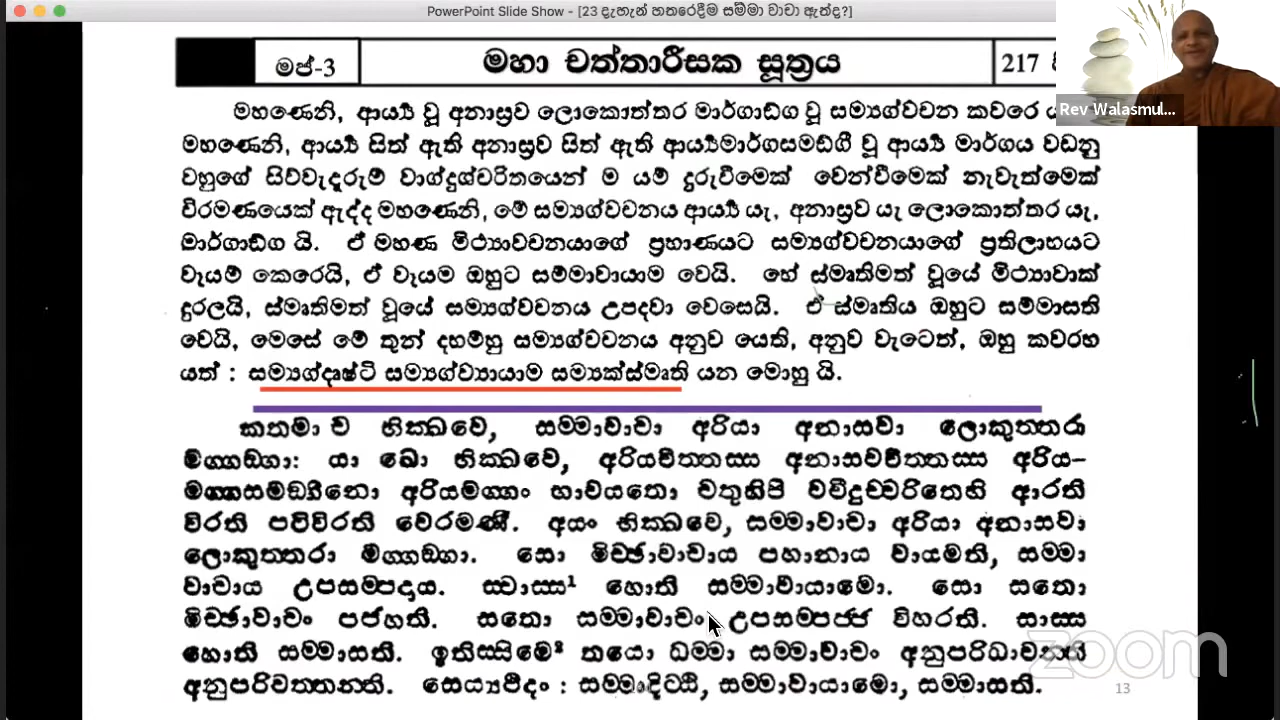 PowerPoint Slide Show - [23 දැහැන් හතරෙදීම සම්මා වාචා ඇත්ද?]
මජ්-3
මහා චත්තාරීසක සූත්‍රය
217
Rev Walasmul...
මහණෙනි, ආර්‍ය්‍ය වූ අනාස්‍රව ලොකොත්තර මාර්ගාඞ්ග වූ සම්‍යග්වචන කවරෙ
මහණෙනි, ආර්‍ය්‍ය සිත් ඇති අනාස්‍රව සිත් ඇති ආර්‍ය්‍යමාර්ගසමඞ්ගී වූ ආර්‍ය්‍ය මාර්ගය වඩනු
වහුගේ සිව්වැදෑරුම් වාග්දුශ්චරිතයෙන් ම යම් දුරුවීමෙක් වෙන්වීමෙක් නැවැත්මෙක්
විරමණයෙක් ඇද්ද මහණෙනි, මේ සම්‍යග්වචනය ආර්‍ය්‍ය යැ, අනාස්‍රව යැ ලොකොත්තර යැ,
මාර්ගාඞ්ග යි. ඒ මහණ මිථ්‍යාවචනයාගේ ප්‍රහාණයට සම්‍යග්වචනයාගේ ප්‍රතිලාභයට
වෑයම් කෙරෙයි, ඒ වෑයම ඔහුට සම්මාවායාම වෙයි. හේ ස්මෘතිමත් වූයේ මිථ්‍යාවාක්
දුරලයි, ස්මෘතිමත් වූයේ සම්‍යග්වචනය උපදවා වෙසෙයි. ඒ ස්මෘතිය ඔහුට සම්මාසති
වෙයි, මෙසේ මේ තුන් දහම්හු සම්‍යග්වචනය අනුව යෙති, අනුව වැටෙත්, ඔහු කවරහ
යත් : සම්‍යග්දෘෂ්ටි සම්‍යග්ව්‍යායාම සම්‍යක්ස්මෘති යන මොහු යි.
කතමා ච භික්ඛවෙ, සම්මාවාචා අරියා අනාසවා ලොකුත්තරා
මග්ගඞ්ගා: යා ඛො භික්ඛවෙ, අරියචිත්තස්ස අනාසවචිත්තස්ස අරිය-
මග්ගසමඞ්ගිනො අරියමග්ගං භාවයතො චතුහිපි වචීදුච්චරිතෙහි ආරති
විරති පටිවිරති වෙරමණී. අයං භික්ඛවෙ, සම්මාවාචා අරියා අනාසවා
ලොකුත්තරා මග්ගඞ්ගා. සො මිච්ඡාවාචාය පහානාය වායමති, සම්මා
වාචාය උපසම්පදාය. ස්වාස්ස¹ හොති සම්මාවායාමො. සො සතො
මිච්ඡාවාචං පජහති. සතො සම්මාවාචං උපසම්පජ්ජ විහරති. සාස්ස
හොති සම්මාසති. ඉතිස්සිමෙ² තයො ධම්මා සම්මාවාචං අනුපරිධාවන්ති
අනුපරිවත්තන්ති. සෙය්‍යථිදං : සම්මාදිට්ඨි, සම්මාවායාමො, සම්මාසති.
zoom
13